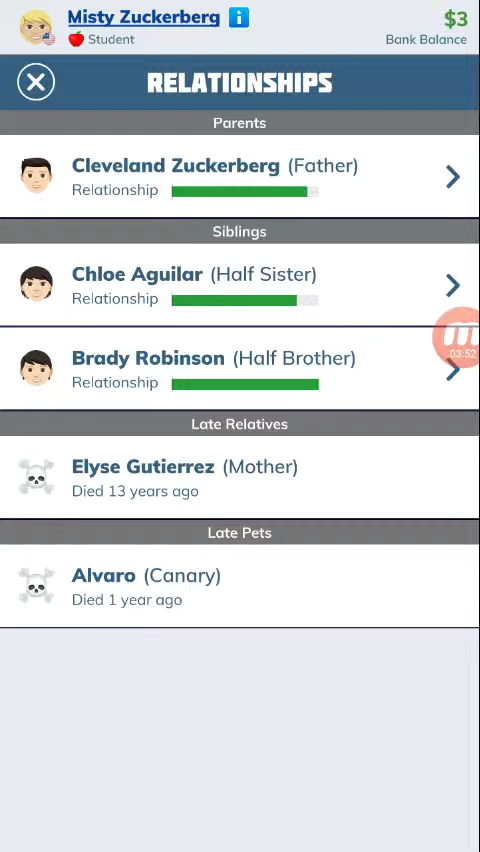 Misty Zuckerberg
$3
Student
Bank Balance
RELATIONSHIPS
Parents
Cleveland Zuckerberg (Father)
Relationship
Siblings
Chloe Aguilar (Half Sister)
Relationship
03:52
Brady Robinson (Half Brother)
Relationship
Late Relatives
Elyse Gutierrez (Mother)
Died 13 years ago
Late Pets
Alvaro (Canary)
Died 1 year ago